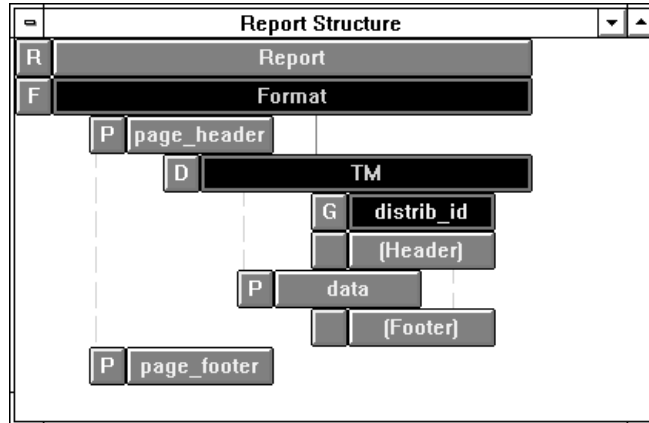 Report Structure
R Report
F Format
P page_header
D TM
G distrib_id
(Header)
P data
(Footer)
P page_footer